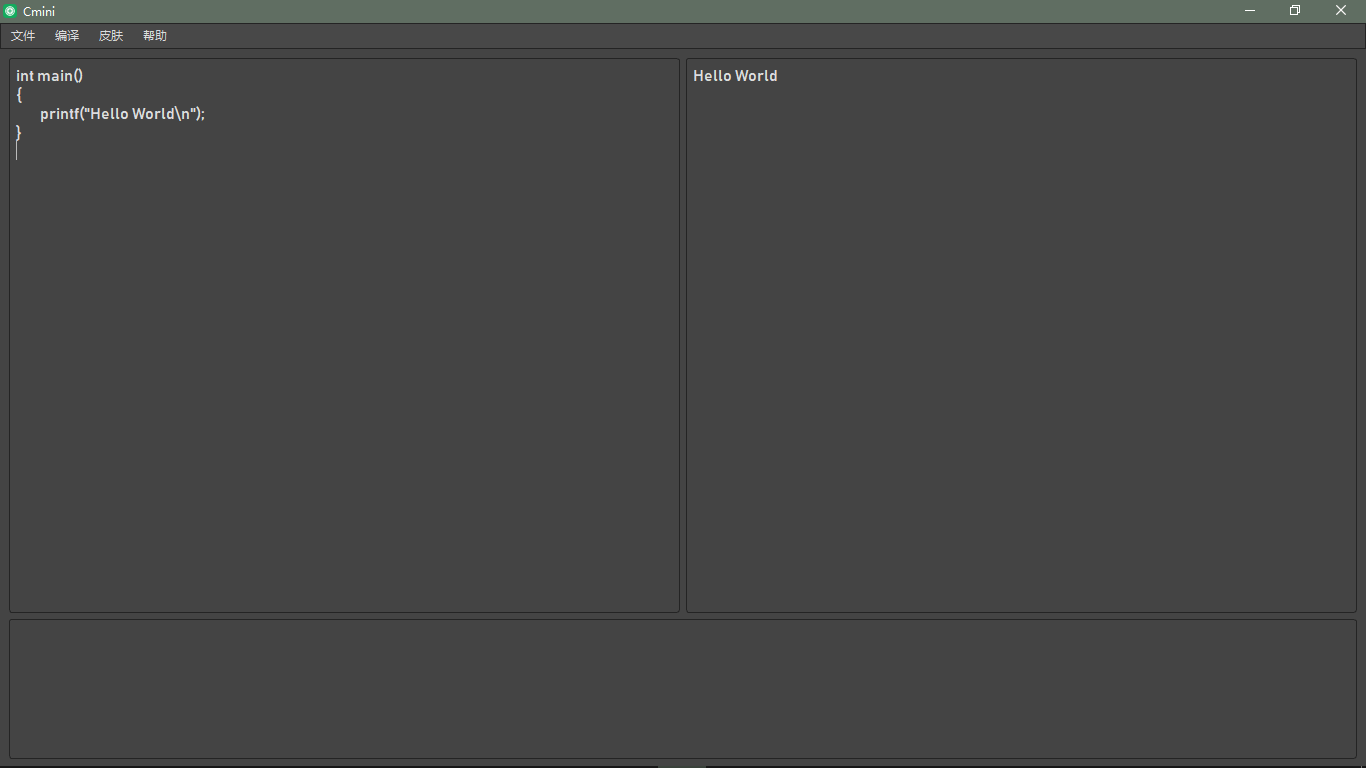 Cmini
文件 编译 皮肤 帮助
int main()
{
printf("Hello World\n");
}
Hello World